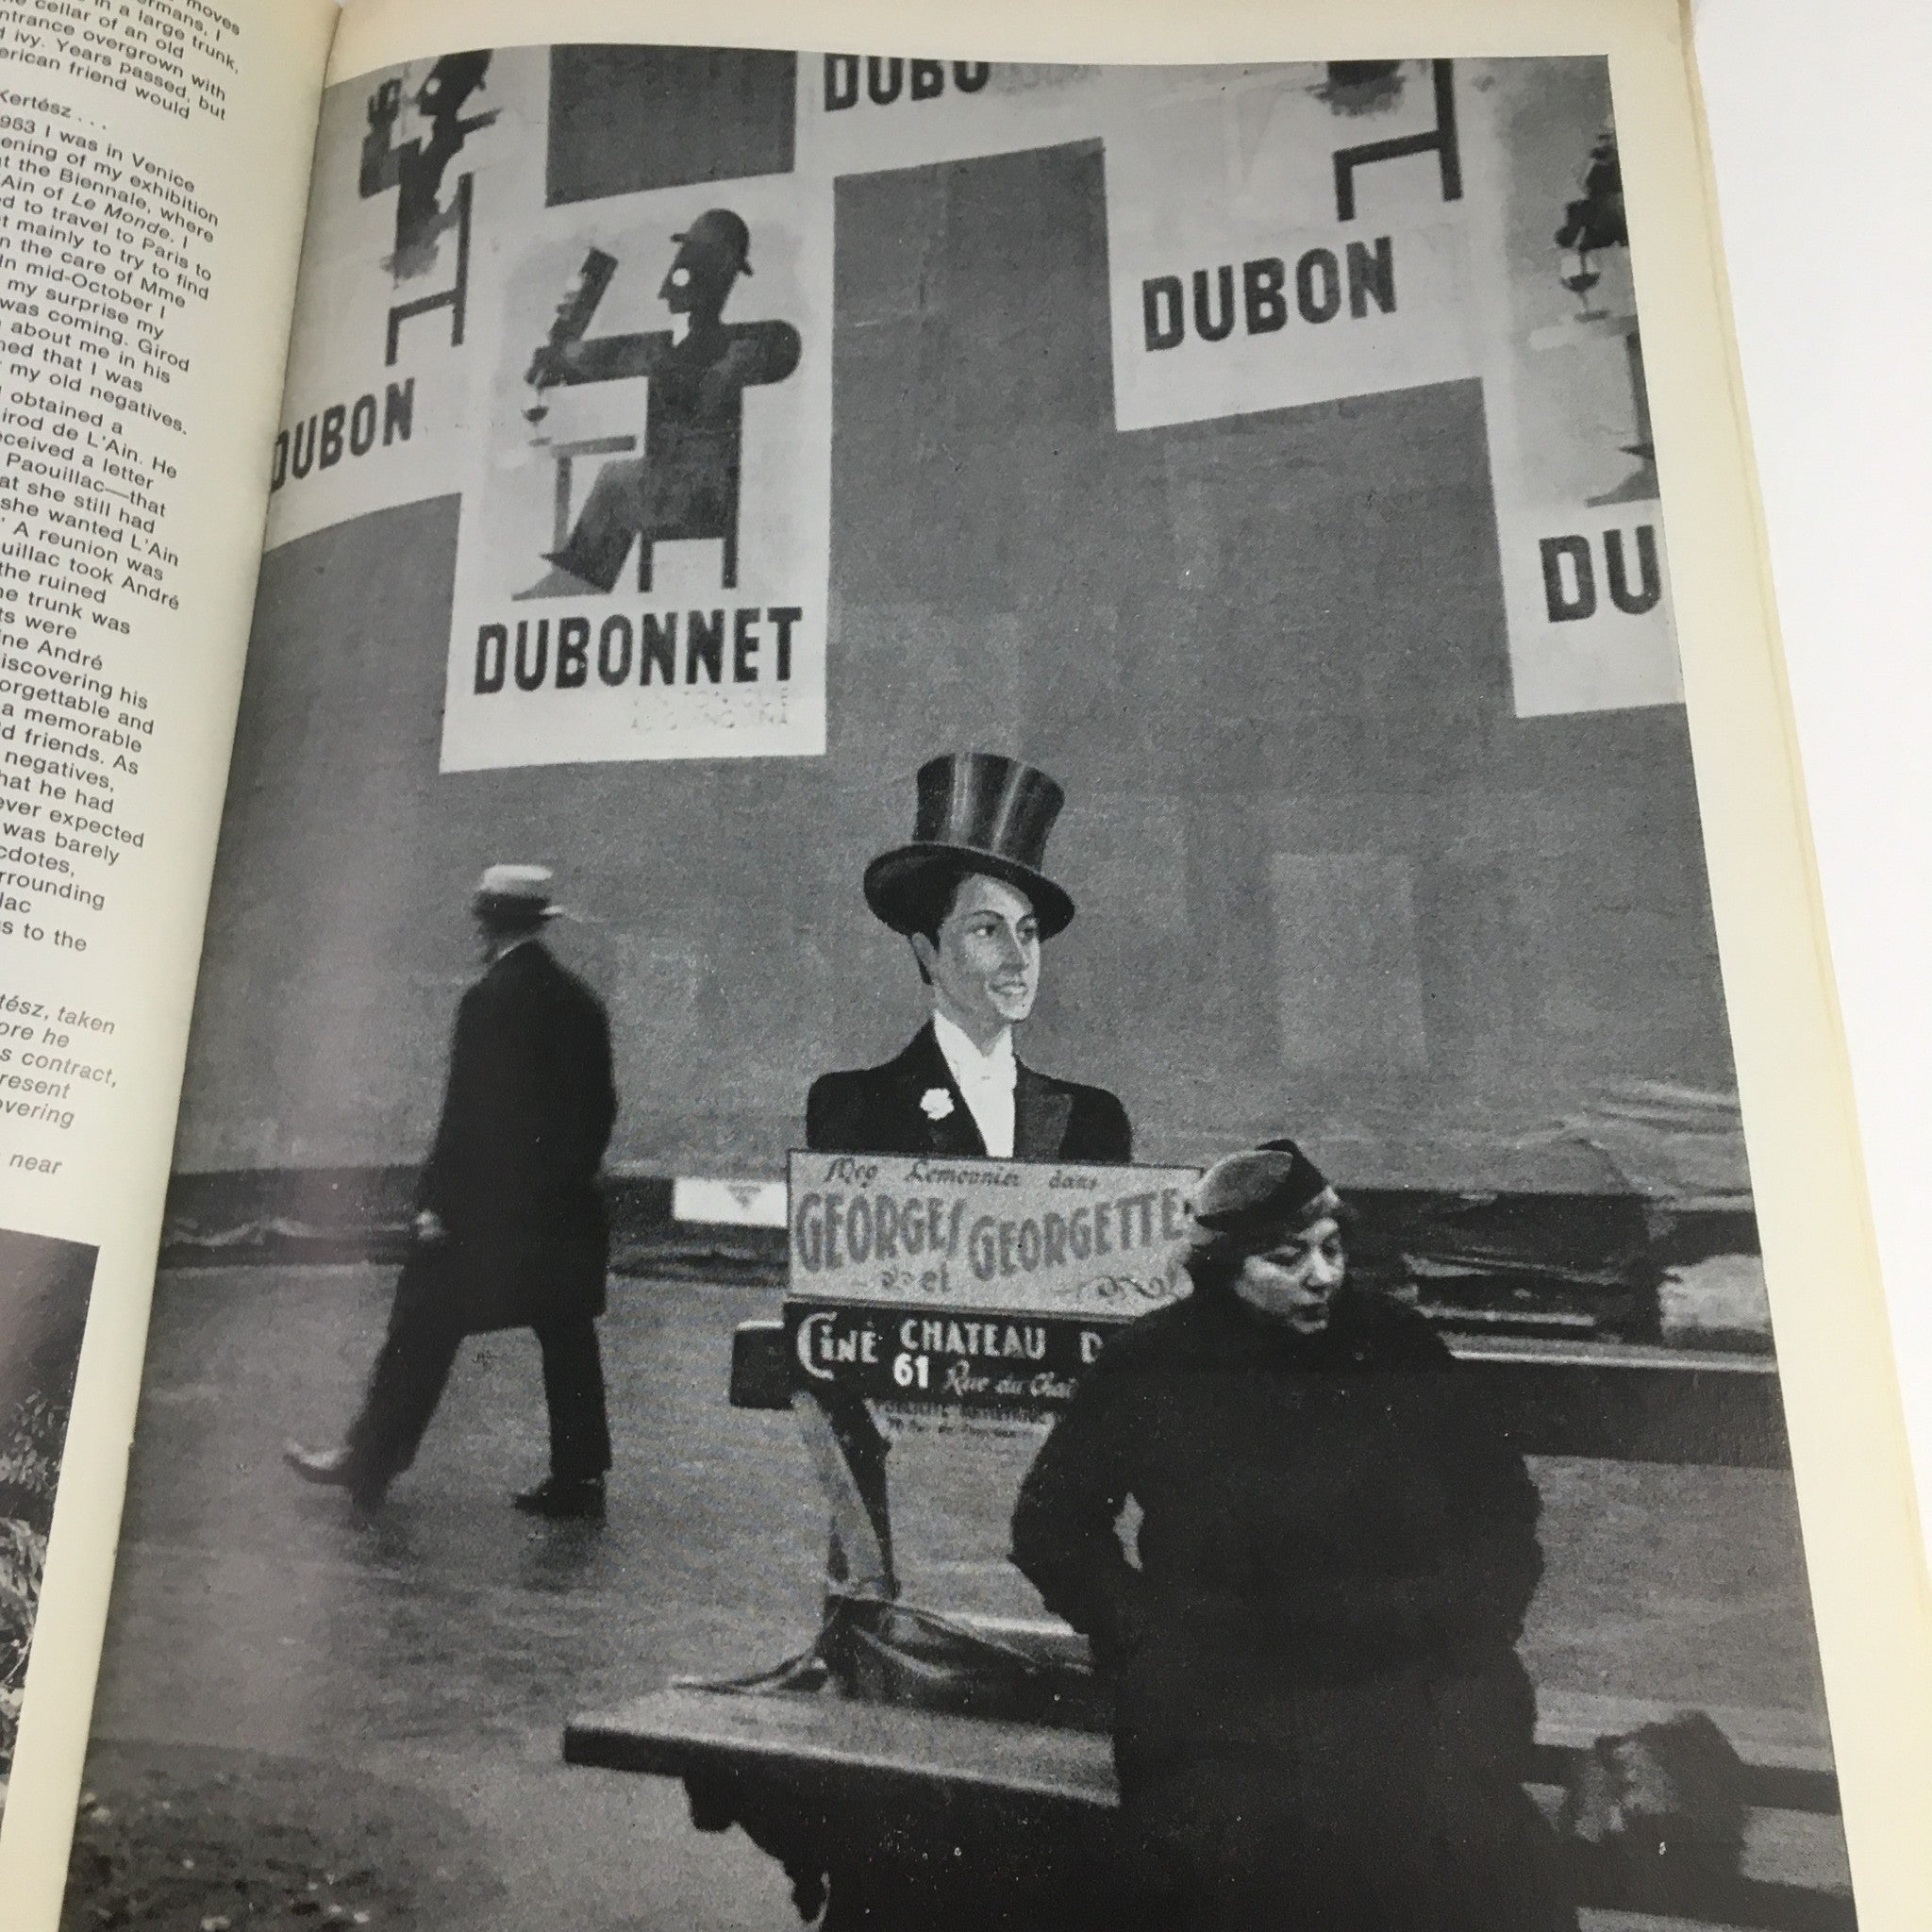 moves
ermans, I
in a large trunk,
cellar of an old
ntrance overgrown with
ivy. Years passed, but
erican friend would
Kertész . . .
963 I was in Venice
ening of my exhibition
t the Biennale, where
Ain of Le Monde. I
ed to travel to Paris to
t mainly to try to find
n the care of Mme
In mid-October I
my surprise my
was coming. Girod
about me in his
ned that I was
my old negatives.
obtained a
irod de L'Ain. He
eceived a letter
Paouillac—that
at she still had
she wanted L'Ain
' A reunion was
uillac took André
the ruined
he trunk was
ts were
ine André
iscovering his
orgettable and
a memorable
d friends. As
negatives,
hat he had
ever expected
was barely
cdotes,
rrounding
lac
s to the
tész, taken
ore he
s contract,
resent
overing
near
DUBO
DUBON
DUBON
DU
DUBONNET
Meg Lemonnier dans
GEORGES GEORGETTE
et
CINÉ CHATEAU D
61 Rue du Chat